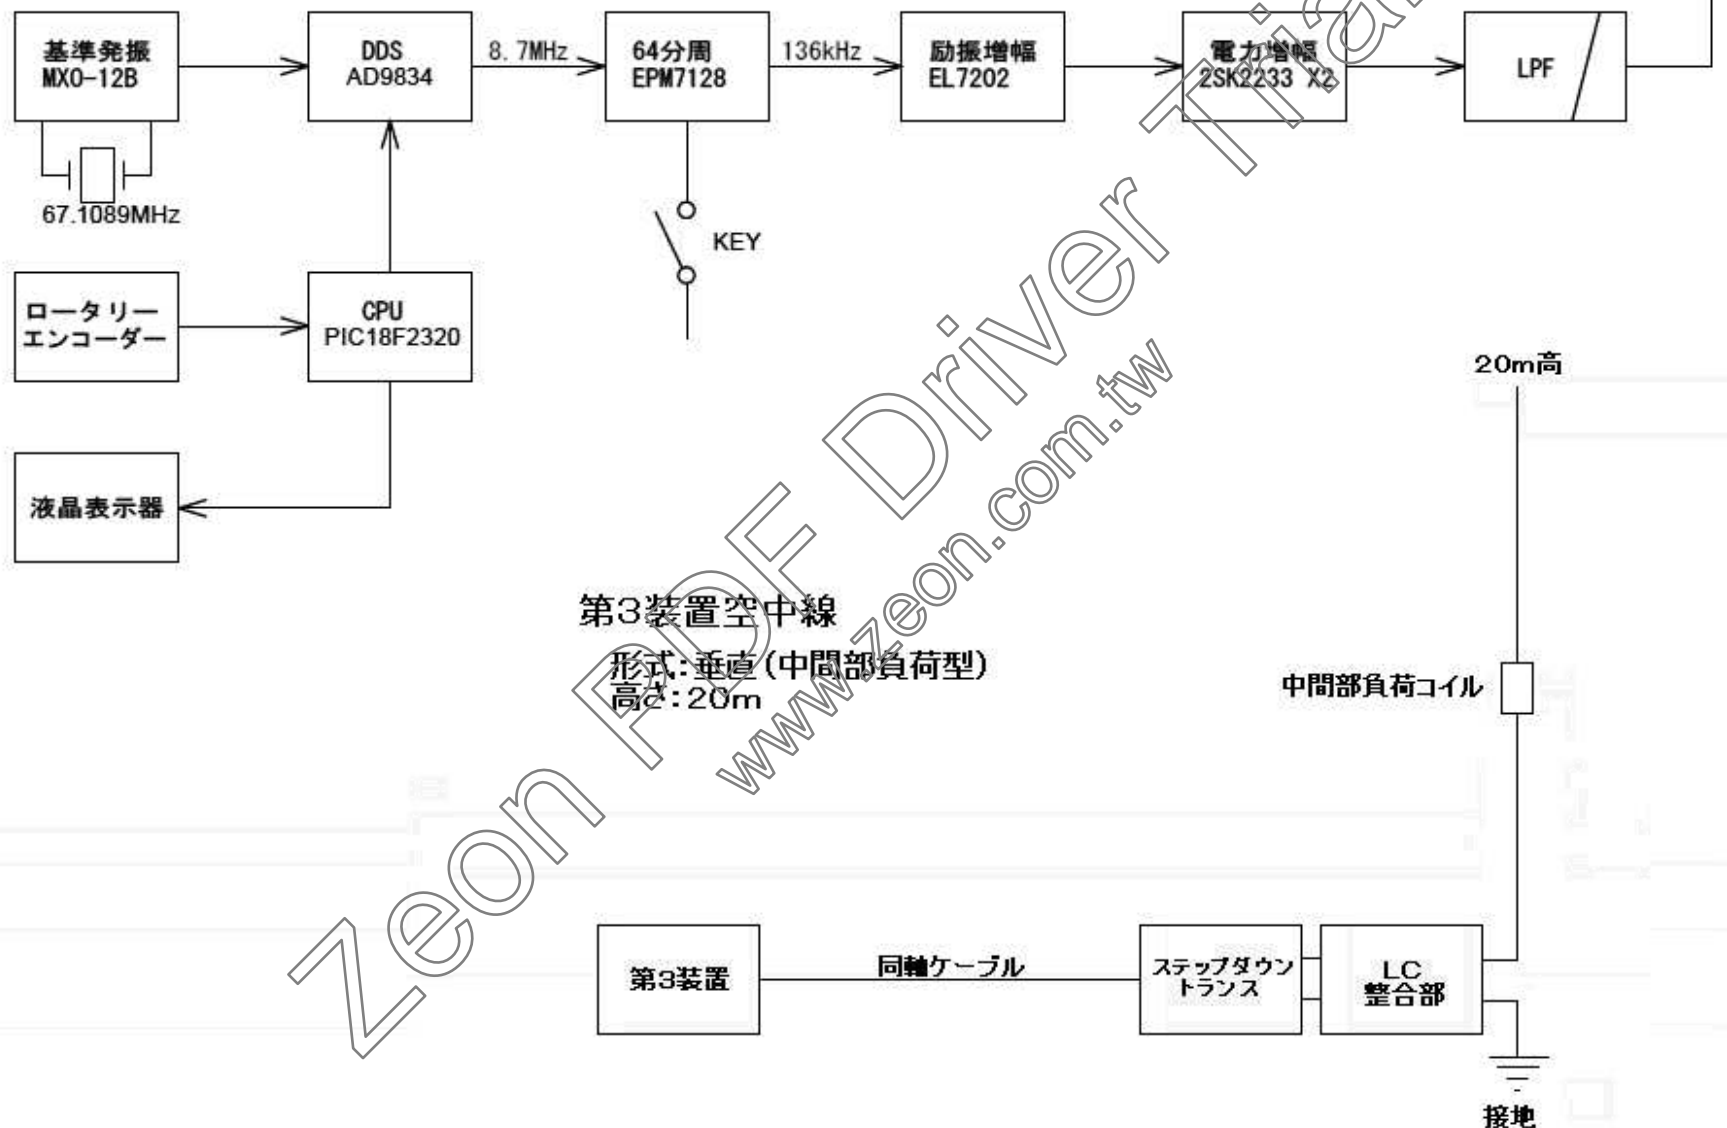 基準発振
MXO-12B
DDS
AD9834
8.7MHz
64分周
EPM7128
136kHz
励振増幅
EL7202
電力増幅
2SK2233 X2
LPF
67.1089MHz
KEY
ロータリー
エンコーダー
CPU
PIC18F2320
液晶表示器
20m高
第3装置空中線
形式:垂直(中間部負荷型)
高さ:20m
中間部負荷コイル
第3装置
同軸ケーブル
ステップダウン
トランス
LC
整合部
接地
Zeon PDF Driver Trial
www.zeon.com.tw